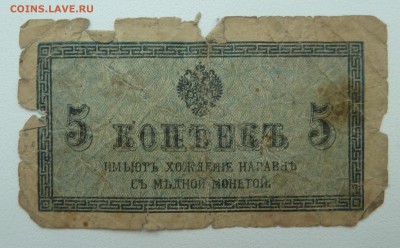 COINS.LAVE.RU
5 КОПѢЕКЪ 5
ИМѢЮТЪ ХОЖДЕНІЕ НАРАВНѢ
СЪ МѢДНОЙ МОНЕТОЙ.